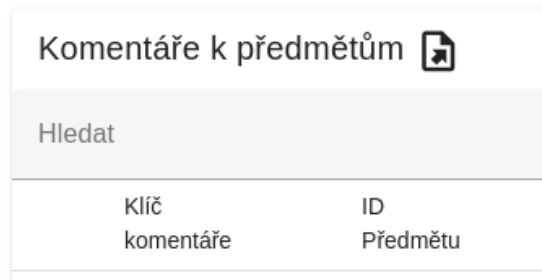 Komentáře k předmětům
Hledat
Klíč
komentáře
ID
Předmětu